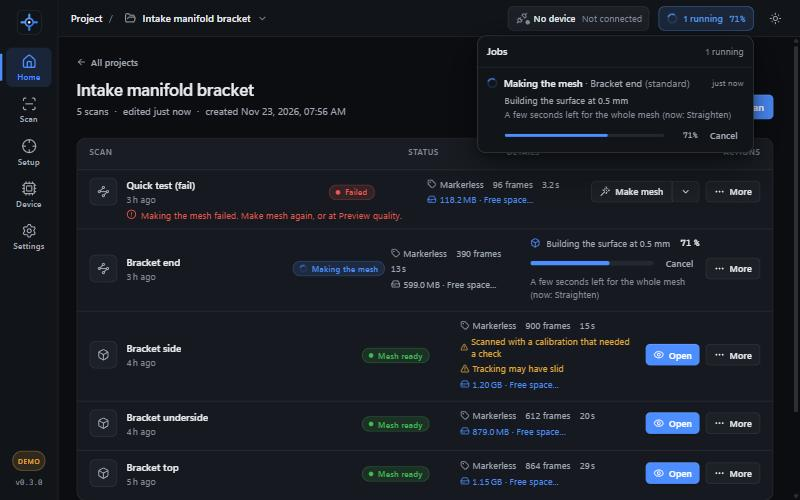 Project / Intake manifold bracket
No device Not connected
1 running 71%
Home
Scan
Setup
Device
Settings
DEMO
v0.3.0
Jobs 1 running
Making the mesh · Bracket end (standard) just now
Building the surface at 0.5 mm
A few seconds left for the whole mesh (now: Straighten)
71% Cancel
← All projects
Intake manifold bracket
5 scans · edited just now · created Nov 23, 2026, 07:56 AM
SCAN STATUS
Quick test (fail)
3 h ago
Failed
Markerless 96 frames 3.2 s
118.2 MB · Free space...
Make mesh
More
Making the mesh failed. Make mesh again, or at Preview quality.
Bracket end
3 h ago
Making the mesh
Markerless 390 frames
13 s
599.0 MB · Free space...
Building the surface at 0.5 mm 71 %
Cancel
A few seconds left for the whole mesh
(now: Straighten)
More
Bracket side
4 h ago
Mesh ready
Markerless 900 frames 15 s
Scanned with a calibration that needed
a check
Tracking may have slid
1.20 GB · Free space...
Open
More
Bracket underside
4 h ago
Mesh ready
Markerless 612 frames 20 s
879.0 MB · Free space...
Open
More
Bracket top
5 h ago
Mesh ready
Markerless 864 frames 29 s
1.15 GB · Free space...
Open
More